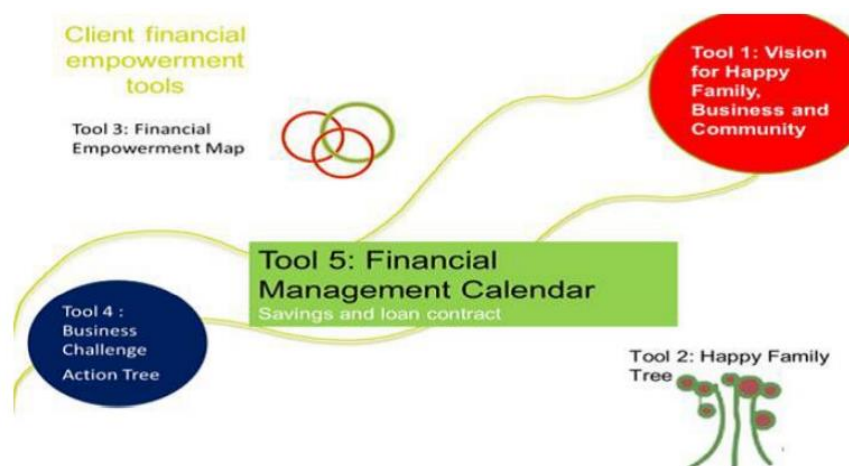 Client financial
empowerment
tools
Tool 1: Vision
for Happy
Family,
Business and
Community
Tool 3: Financial
Empowerment Map
Tool 5: Financial
Management Calendar
Savings and loan contract
Tool 4 :
Business
Challenge
Action Tree
Tool 2: Happy Family
Tree